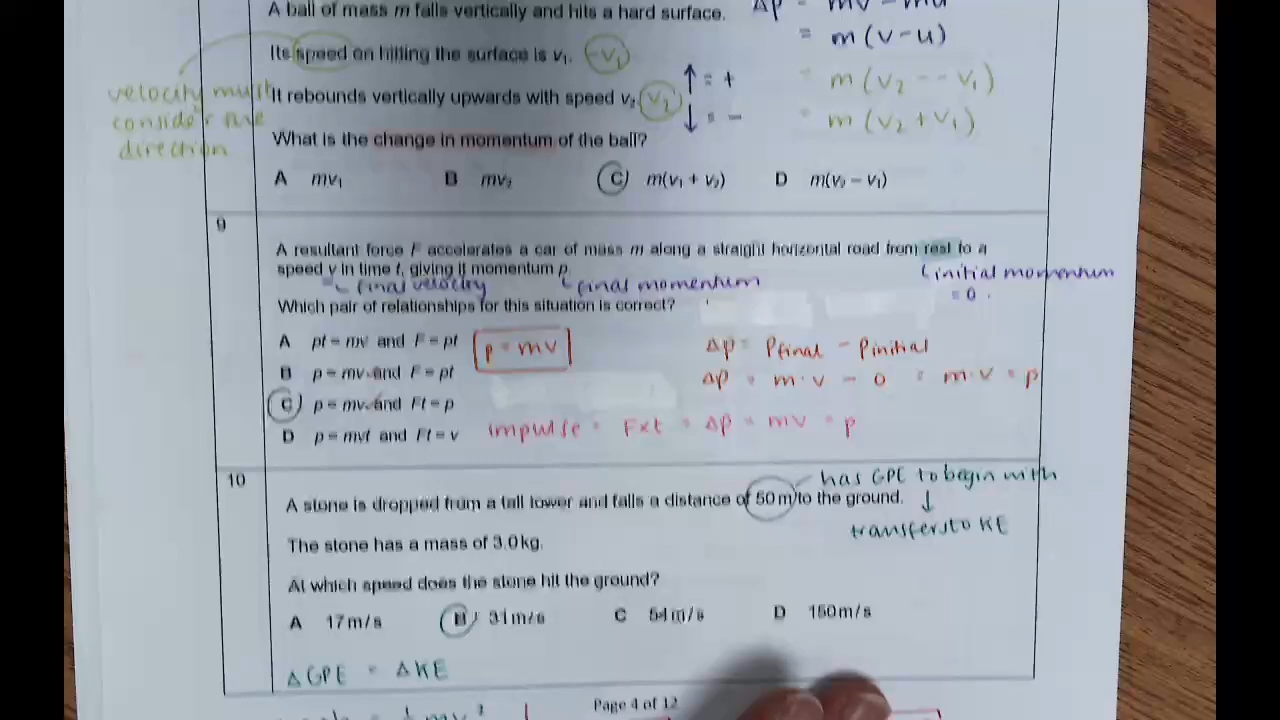 A ball of mass m falls vertically and hits a hard surface.
Δp = mv - mu
= m(v-u)
Its speed on hitting the surface is v₁. -v₁
↑ = +
= m(v₂ - - v₁)
velocity must consider the direction
It rebounds vertically upwards with speed v₂. v₂
↓ = -
= m(v₂ + v₁)
What is the change in momentum of the ball?
A mv₁ B mv₂ C m(v₁ + v₂) D m(v₂ – v₁)
9
A resultant force F accelerates a car of mass m along a straight horizontal road from rest to a
speed v in time t, giving it momentum p.
final velocity final momentum initial momentum
= 0.
Which pair of relationships for this situation is correct?
A pt = mv and F = pt p = mv
Δp = Pfinal - Pinitial
B p = mv and F = pt
Δp = m·v - 0 = m·v = p
C p = mv and Ft = p
D p = mvt and Ft = v impulse = F×t = Δp = mv = p
10
has GPE to begin with
A stone is dropped from a tall tower and falls a distance of 50 m to the ground.
↓
transfers to KE
The stone has a mass of 3.0 kg.
At which speed does the stone hit the ground?
A 17 m/s B 31 m/s C 54 m/s D 150 m/s
ΔGPE = ΔKE
Page 4 of 12